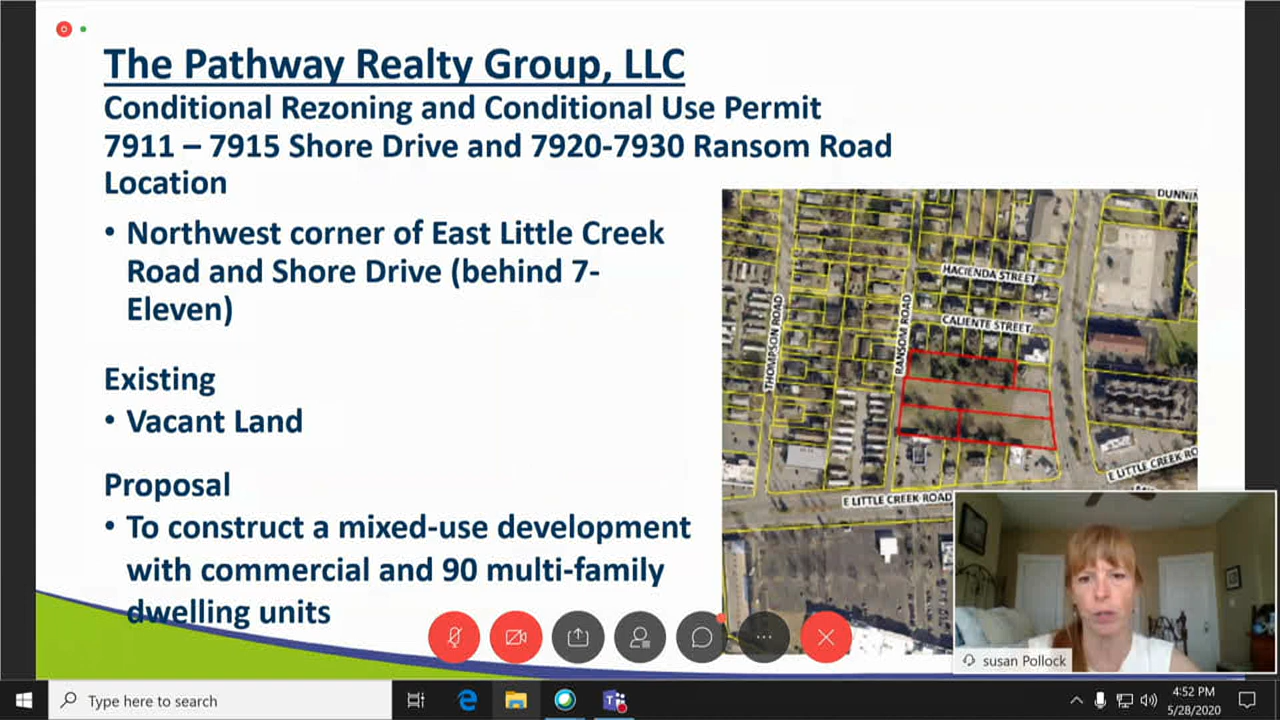 The Pathway Realty Group, LLC
Conditional Rezoning and Conditional Use Permit
7911 – 7915 Shore Drive and 7920-7930 Ransom Road
Location
• Northwest corner of East Little Creek
Road and Shore Drive (behind 7-
Eleven)
Existing
• Vacant Land
Proposal
• To construct a mixed-use development
with commercial and 90 multi-family
dwelling units
DUNNIN
HACIENDA STREET
CALIENTE STREET
THOMPSON ROAD
RANSOM ROAD
E LITTLE CREEK RO
E LITTLE CREEK ROAD
susan Pollock
Type here to search
4:52 PM
5/28/2020